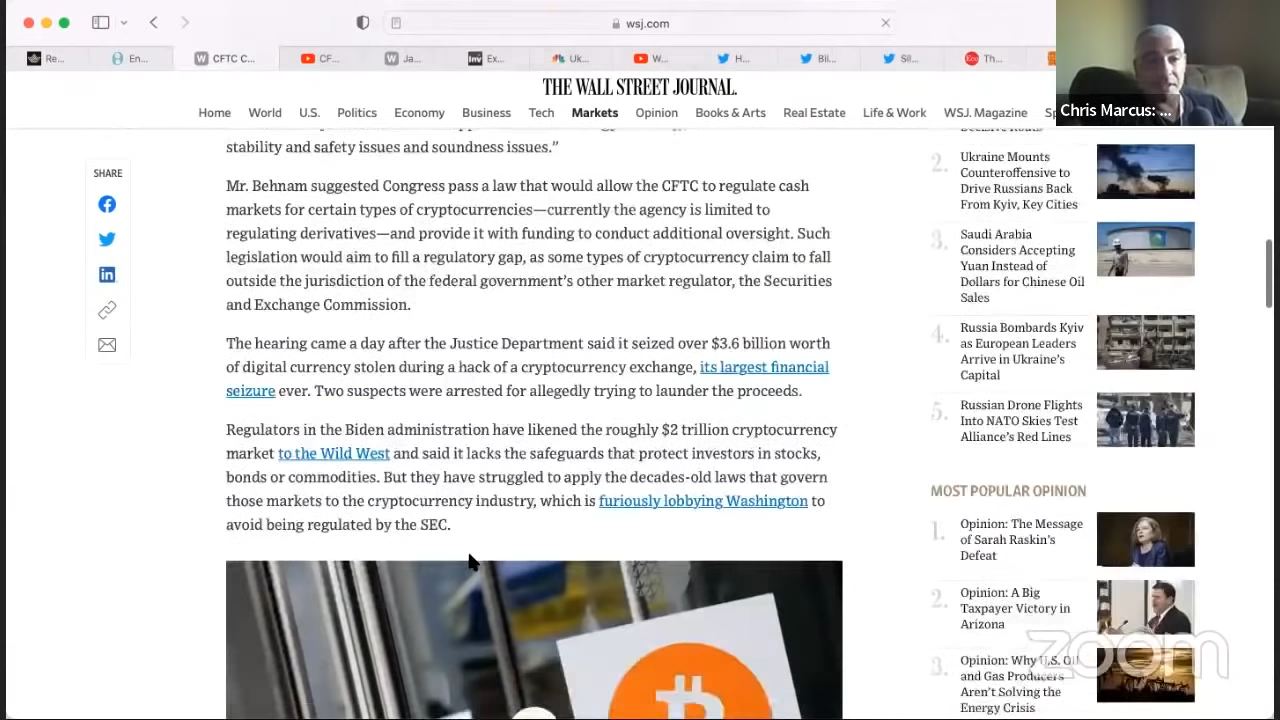 wsj.com
Re...
En...
CFTC C...
CF...
Ja...
Inv
Ex...
Uk...
W...
H...
Bil...
Sil...
Eco
Th...
Chris Marcus: ...
THE WALL STREET JOURNAL.
Home World U.S. Politics Economy Business Tech Markets Opinion Books & Arts Real Estate Life & Work WSJ. Magazine Sp
stability and safety issues and soundness issues.”
SHARE
Mr. Behnam suggested Congress pass a law that would allow the CFTC to regulate cash
markets for certain types of cryptocurrencies—currently the agency is limited to
regulating derivatives—and provide it with funding to conduct additional oversight. Such
legislation would aim to fill a regulatory gap, as some types of cryptocurrency claim to fall
outside the jurisdiction of the federal government’s other market regulator, the Securities
and Exchange Commission.
The hearing came a day after the Justice Department said it seized over $3.6 billion worth
of digital currency stolen during a hack of a cryptocurrency exchange, its largest financial
seizure ever. Two suspects were arrested for allegedly trying to launder the proceeds.
Regulators in the Biden administration have likened the roughly $2 trillion cryptocurrency
market to the Wild West and said it lacks the safeguards that protect investors in stocks,
bonds or commodities. But they have struggled to apply the decades-old laws that govern
those markets to the cryptocurrency industry, which is furiously lobbying Washington to
avoid being regulated by the SEC.
2.
Ukraine Mounts
Counteroffensive to
Drive Russians Back
From Kyiv, Key Cities
3.
Saudi Arabia
Considers Accepting
Yuan Instead of
Dollars for Chinese Oil
Sales
4.
Russia Bombards Kyiv
as European Leaders
Arrive in Ukraine’s
Capital
5.
Russian Drone Flights
Into NATO Skies Test
Alliance’s Red Lines
MOST POPULAR OPINION
1.
Opinion: The Message
of Sarah Raskin’s
Defeat
2.
Opinion: A Big
Taxpayer Victory in
Arizona
3.
Opinion: Why U.S. Oil
and Gas Producers
Aren’t Solving the
Energy Crisis
zoom